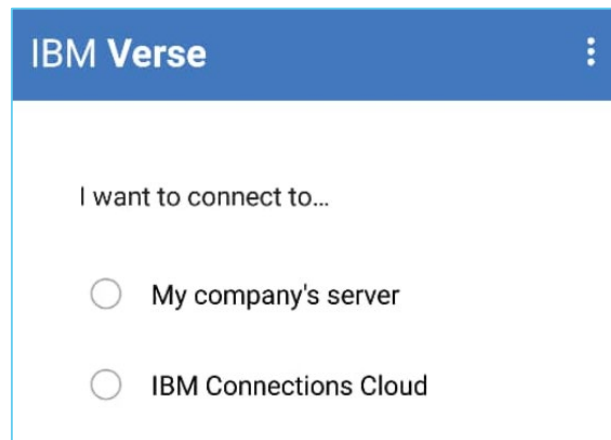 IBM Verse
I want to connect to...
My company's server
IBM Connections Cloud